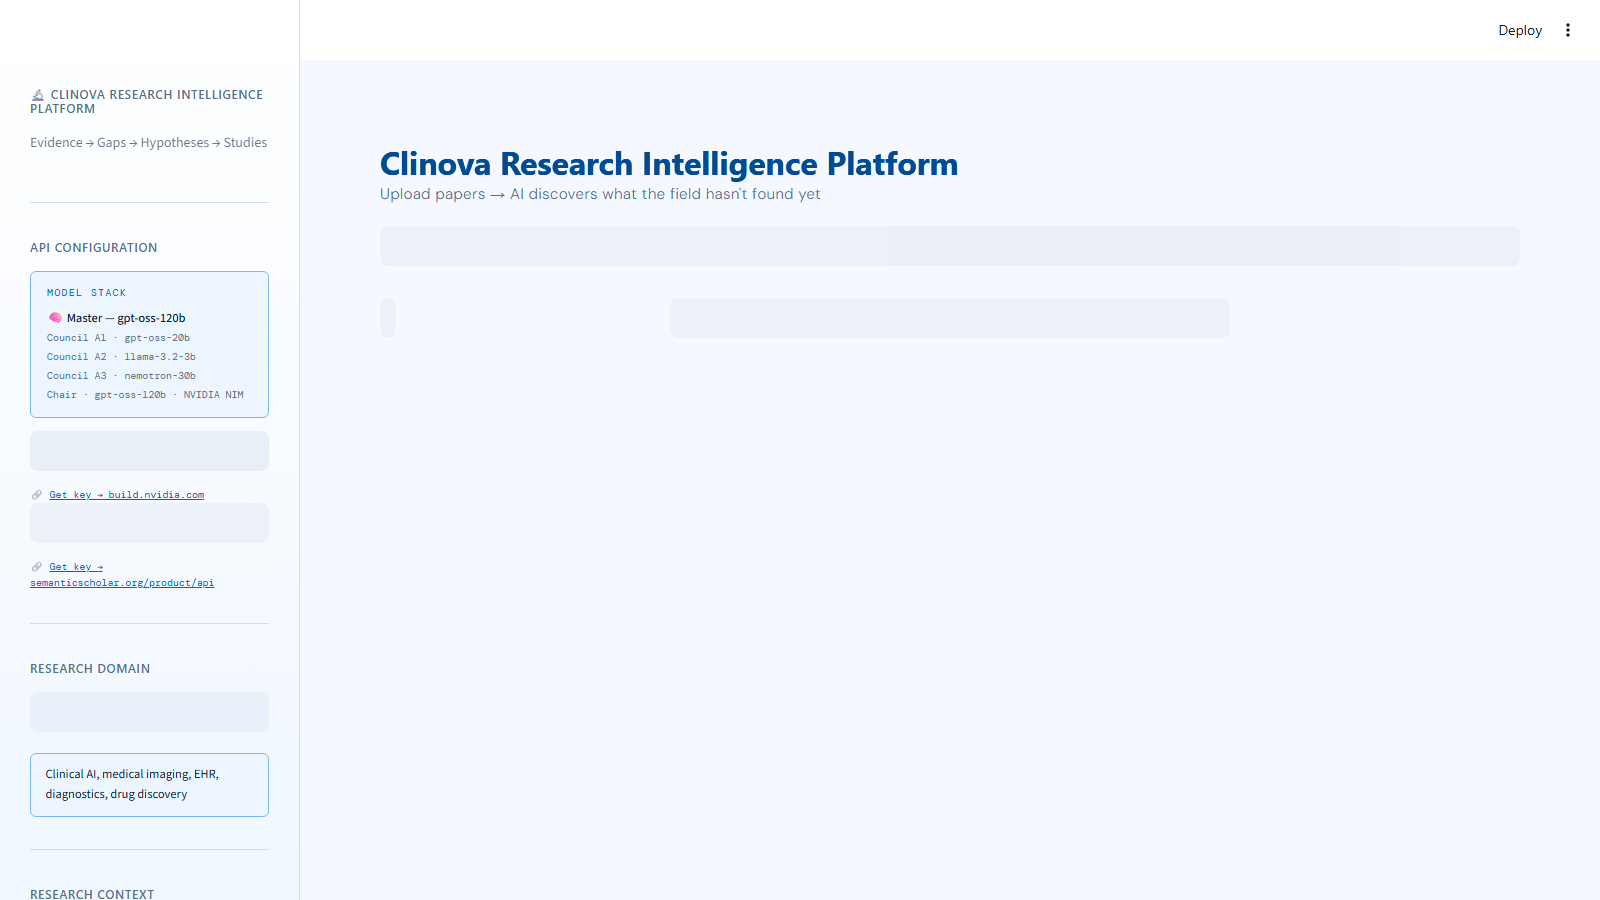 Deploy
🔬 CLINOVA RESEARCH INTELLIGENCE
PLATFORM
Evidence → Gaps → Hypotheses → Studies
API CONFIGURATION
MODEL STACK
🧠 Master — gpt-oss-120b
Council A1 · gpt-oss-20b
Council A2 · llama-3.2-3b
Council A3 · nemotron-30b
Chair · gpt-oss-120b · NVIDIA NIM
🔗 Get key → build.nvidia.com
🔗 Get key →
semanticscholar.org/product/api
RESEARCH DOMAIN
Clinical AI, medical imaging, EHR,
diagnostics, drug discovery
RESEARCH CONTEXT
Clinova Research Intelligence Platform
Upload papers → AI discovers what the field hasn't found yet